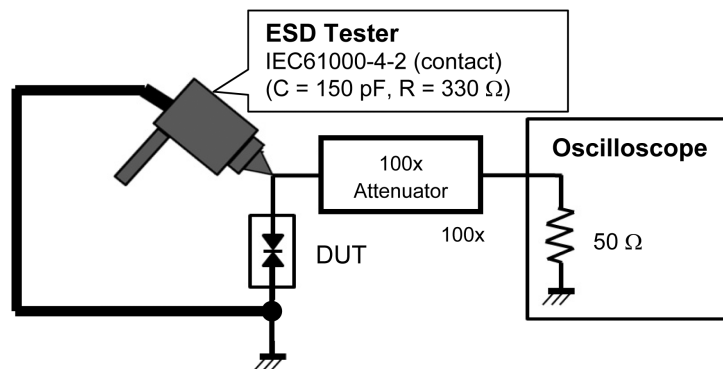 ESD Tester
IEC61000-4-2 (contact)
(C = 150 pF, R = 330 Ω)
100x
Attenuator
100x
Oscilloscope
50 Ω
DUT